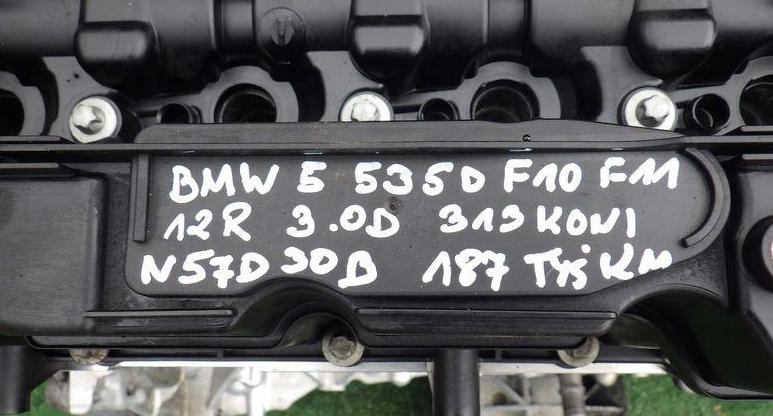 BMW 5 535D F10 F11
12R 3.0D 313 KONI
N57D30B 187 Tyś KM